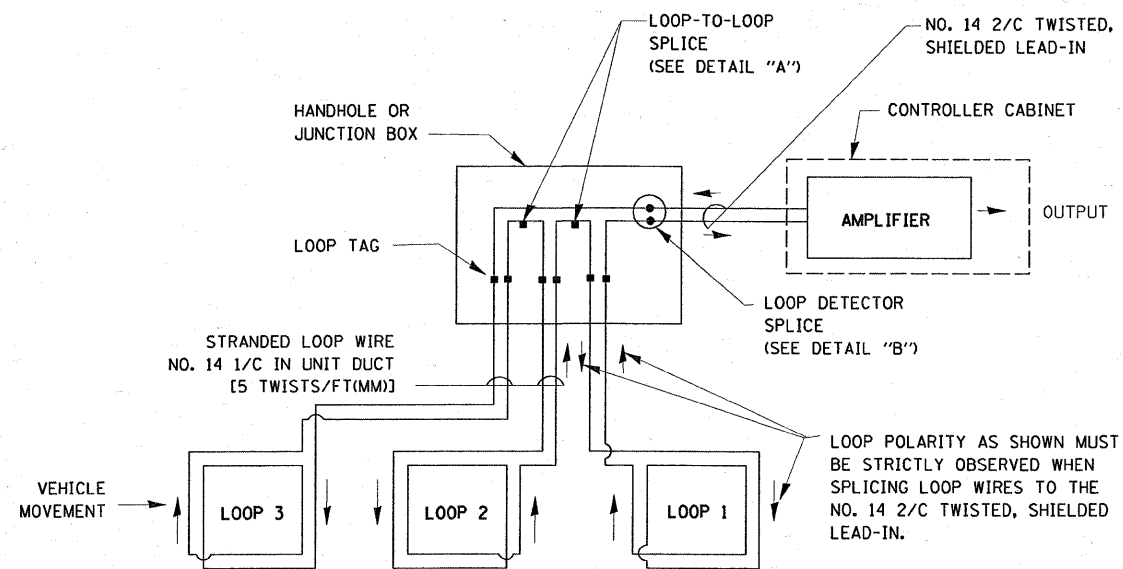 LOOP-TO-LOOP
SPLICE
(SEE DETAIL "A")
NO. 14 2/C TWISTED,
SHIELDED LEAD-IN
HANDHOLE OR
JUNCTION BOX
CONTROLLER CABINET
AMPLIFIER
OUTPUT
LOOP TAG
LOOP DETECTOR
SPLICE
(SEE DETAIL "B")
STRANDED LOOP WIRE
NO. 14 1/C IN UNIT DUCT
[5 TWISTS/FT(MM)]
LOOP POLARITY AS SHOWN MUST
BE STRICTLY OBSERVED WHEN
SPLICING LOOP WIRES TO THE
NO. 14 2/C TWISTED, SHIELDED
LEAD-IN.
VEHICLE
MOVEMENT
LOOP 3
LOOP 2
LOOP 1